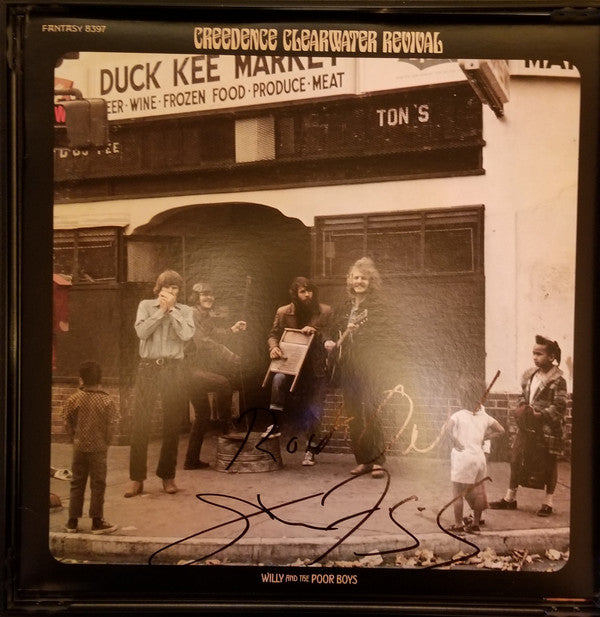 FANTASY 8397
CREEDENCE CLEARWATER REVIVAL
DUCK KEE MARKET
BEER · WINE · FROZEN FOOD · PRODUCE · MEAT
TON'S
WILLY AND THE POOR BOYS